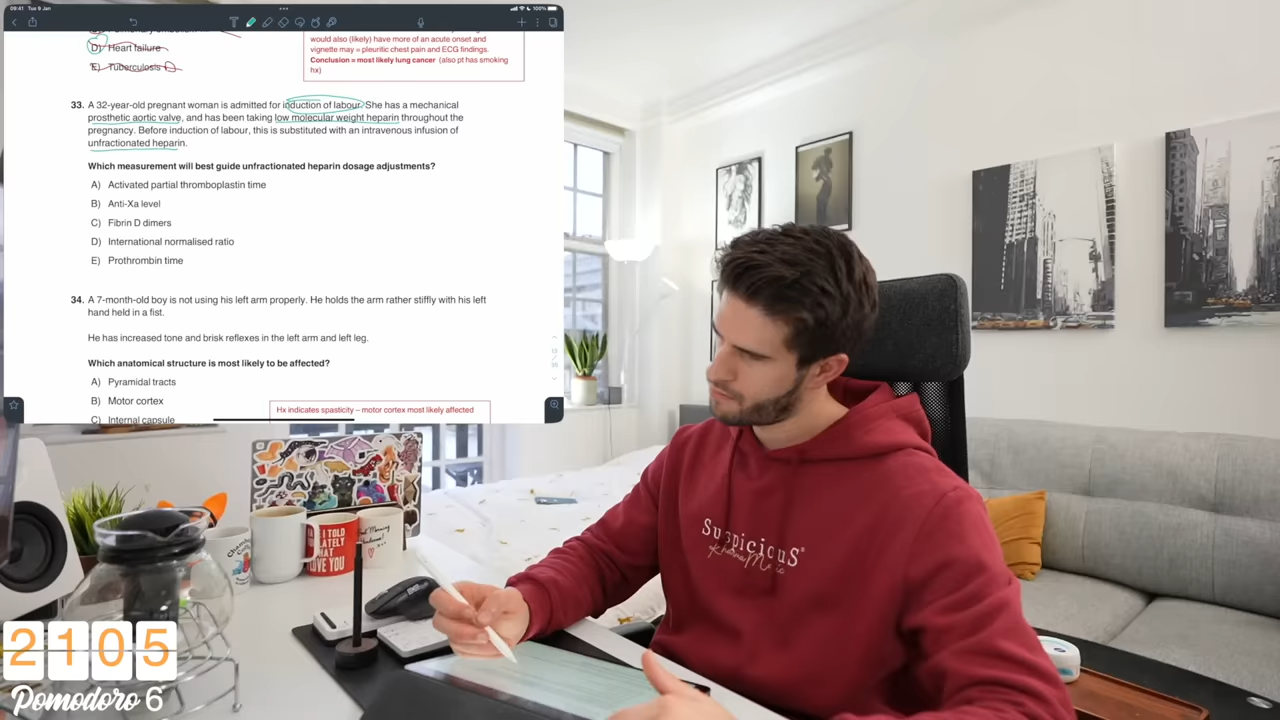 09:41 Tue 9 Jan
100%
D) Heart failure
E) Tuberculosis
would also (likely) have more of an acute onset and
vignette may = pleuritic chest pain and ECG findings.
Conclusion = most likely lung cancer (also pt has smoking
hx)
33. A 32-year-old pregnant woman is admitted for induction of labour. She has a mechanical
prosthetic aortic valve, and has been taking low molecular weight heparin throughout the
pregnancy. Before induction of labour, this is substituted with an intravenous infusion of
unfractionated heparin.
Which measurement will best guide unfractionated heparin dosage adjustments?
A) Activated partial thromboplastin time
B) Anti-Xa level
C) Fibrin D dimers
D) International normalised ratio
E) Prothrombin time
34. A 7-month-old boy is not using his left arm properly. He holds the arm rather stiffly with his left
hand held in a fist.
He has increased tone and brisk reflexes in the left arm and left leg.
Which anatomical structure is most likely to be affected?
A) Pyramidal tracts
B) Motor cortex
C) Internal capsule
Hx indicates spasticity – motor cortex most likely affected
SuspiciouS
I TOLD
LATELY
THAT
LOVE YOU
Morning
2105
Pomodoro 6